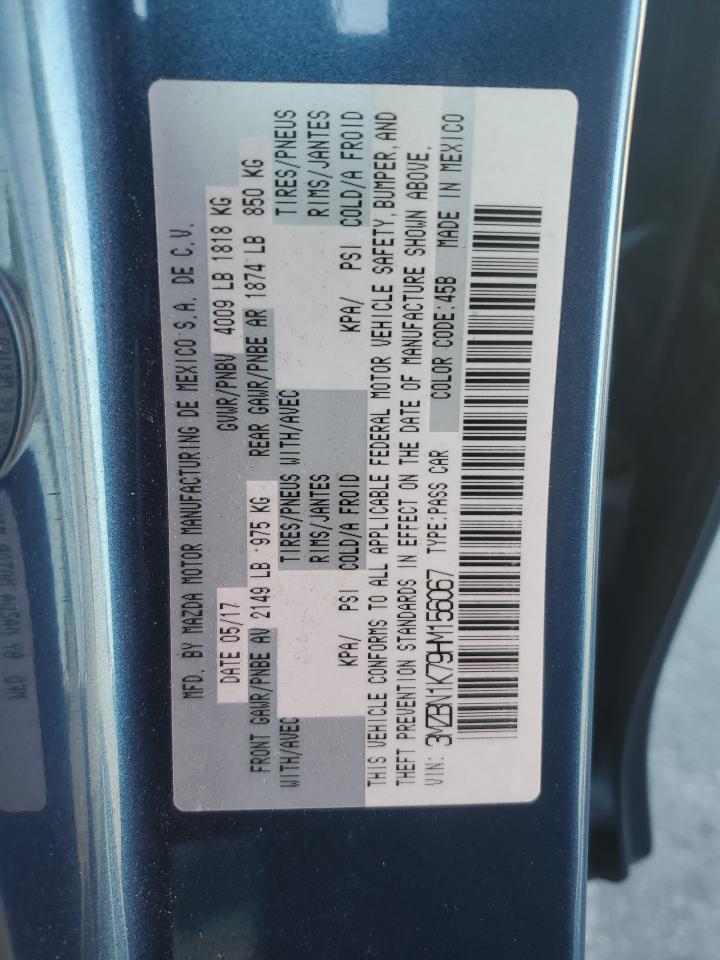 MFD. BY MAZDA MOTOR MANUFACTURING DE MEXICO S.A. DE C.V.
DATE 05/17 GVWR/PNBV 4009 LB 1818 KG
FRONT GAWR/PNBE AV 2149 LB 975 KG REAR GAWR/PNBE AR 1874 LB 850 KG
WITH/AVEC TIRES/PNEUS WITH/AVEC TIRES/PNEUS
RIMS/JANTES RIMS/JANTES
KPA/ PSI COLD/A FROID KPA/ PSI COLD/A FROID
THIS VEHICLE CONFORMS TO ALL APPLICABLE FEDERAL MOTOR VEHICLE SAFETY, BUMPER, AND
THEFT PREVENTION STANDARDS IN EFFECT ON THE DATE OF MANUFACTURE SHOWN ABOVE.
VIN: 3MZBN1K79HM156067 TYPE:PASS CAR COLOR CODE:45B MADE IN MEXICO